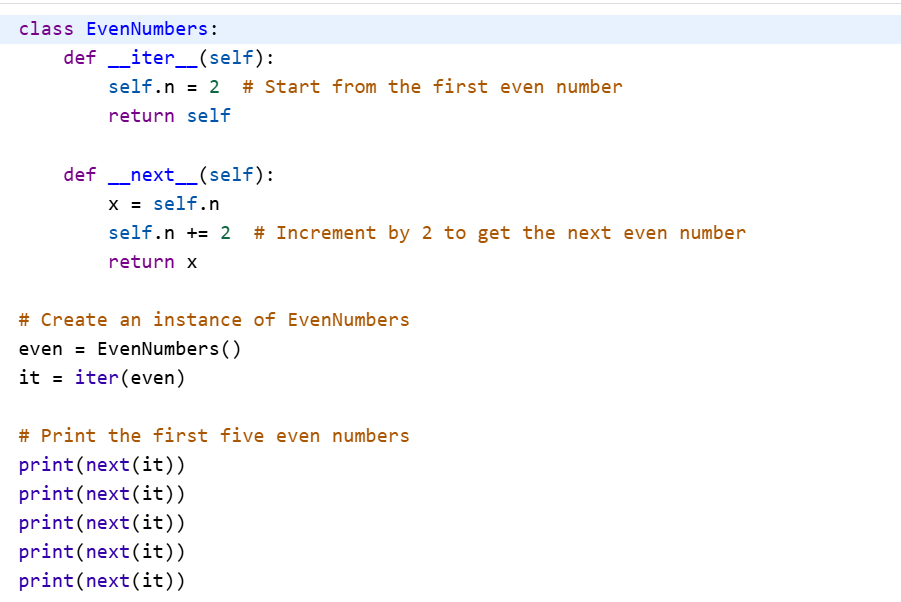 class EvenNumbers:
    def __iter__(self):
        self.n = 2  # Start from the first even number
        return self

    def __next__(self):
        x = self.n
        self.n += 2  # Increment by 2 to get the next even number
        return x

# Create an instance of EvenNumbers
even = EvenNumbers()
it = iter(even)

# Print the first five even numbers
print(next(it))
print(next(it))
print(next(it))
print(next(it))
print(next(it))